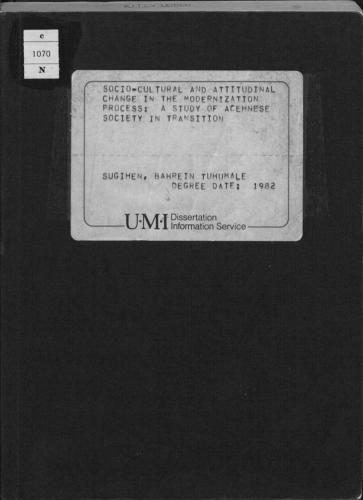 c
1070
N
SOCIO-CULTURAL AND ATTITUDINAL
CHANGE IN THE MODERNIZATION
PROCESS: A STUDY OF ACEHNESE
SOCIETY IN TRANSITION
SUGIHEN, BAHREIN TUHUMALE
DEGREE DATE: 1982
U·M·I Dissertation
Information Service